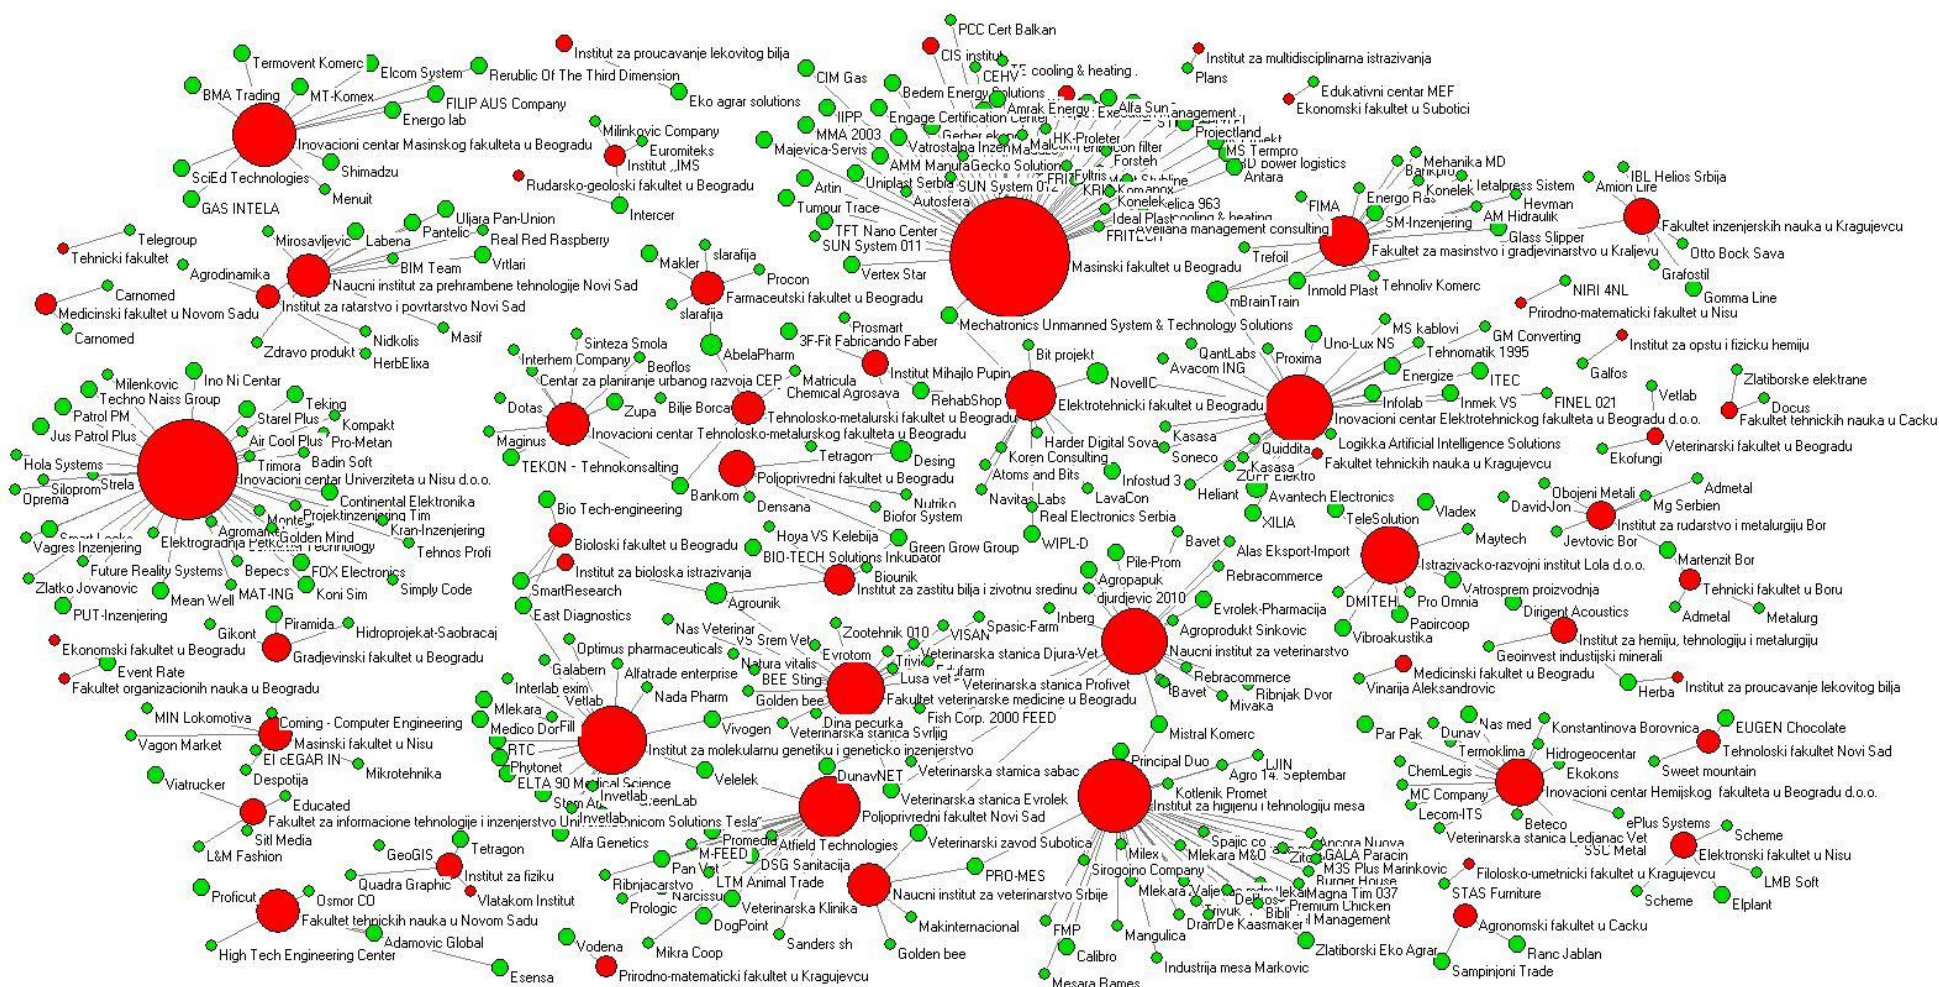 PCC Cert Balkan
Institut za proucavanje lekovitog bilja
CIS institut
Institut za multidisciplinarna istrazivanja
Termovent Komerc
Elcom System
Rerublic Of The Third Dimension
CIM Gas
CEHV
cooling & heating
Plans
BMA Trading
MT-Komex
FILIP AUS Company
Eko agrar solutions
Bedem Energy Solutions
Edukativni centar MEF
Ekonomski fakultet u Subotici
Energo lab
IIPP
Engage Certification Center
Amrak Energy
Alfa Sun
Milinkovic Company
MMA 2003
HK-Proleter
Projectland
Inovacioni centar Masinskog fakulteta u Beogradu
Euromiteks
Majevica-Servis
MS Termpro
Institut ,,IMS
Forsteh
HD power logistics
Mehanika MD
SciEd Technologies
Shimadzu
Gecko Solution
Antara
Konelek
Metalpress Sistem
Amion Lire
IBL Helios Srbija
Rudarsko-geoloski fakultet u Beogradu
Artin
Uniplast Serbia
SUN System 012
Menuit
Autosfera
Hevman
GAS INTELA
Intercer
Tumour Trace
FIMA
SM-Inzenjering
AM Hidraulik
Uljara Pan-Union
TFT Nano Center
Ideal Plast
Avellana management consulting
Glass Slipper
Fakultet inzenjerskih nauka u Kragujevcu
Telegroup
Mirosavljevic
Labena
Pantelic
Real Red Raspberry
SUN System 011
FRITECH
Fakultet za masinstvo i gradjevinarstvo u Kraljevu
Tehnicki fakultet
BIM Team
Vrtlari
Makler
slarafija
Trefoil
Otto Bock Sava
Agrodinamika
Procon
Vertex Star
Masinski fakultet u Beogradu
Grafostil
Naucni institut za prehrambene tehnologije Novi Sad
Farmaceutski fakultet u Beogradu
Inmold Plast
Tehnoliv Komerc
NIRI 4NL
Gomma Line
Carnomed
Institut za ratarstvo i povrtarstvo Novi Sad
mBrainTrain
Medicinski fakultet u Novom Sadu
slarafija
Prirodno-matematicki fakultet u Nisu
Carnomed
Nidkolis
Masif
Prosmart
Mechatronics Unmanned System & Technology Solutions
MS kablovi
Zdravo produkt
Sinteza Smola
3F-Fit Fabricando Faber
Uno-Lux NS
GM Converting
Institut za opstu i fizicku hemiju
HerbElixa
Interhem Company
AbelaPharm
Bit projekt
QantLabs
Proxima
Tehnomatik 1995
Beoflos
Institut Mihajlo Pupin
Avacom ING
Galfos
Milenkovic
Ino Ni Centar
Centar za planiranje urbanog razvoja CEP
Matricula
NovelIC
Energize
ITEC
Zlatiborske elektrane
Techno Naiss Group
Teking
Chemical Agrosava
RehabShop
Vetlab
Patrol PM
Starel Plus
Kompakt
Dotas
Zupa
Bilje Borca
Elektrotehnicki fakultet u Beogradu
Infolab
Inmek VS
FINEL 021
Docus
Jus Patrol Plus
Tehnolosko-metalurski fakultet u Beogradu
Inovacioni centar Elektrotehnickog fakulteta u Beogradu d.o.o.
Fakultet tehnickih nauka u Cacku
Air Cool Plus
Pro-Metan
Maginus
Inovacioni centar Tehnolosko-metalurskog fakulteta u Beogradu
Harder Digital Sova
Kasasa
Logikka Artificial Intelligence Solutions
Veterinarski fakultet u Beogradu
Hola Systems
Trimora
Badin Soft
Tetragon
Desing
Koren Consulting
Soneco
Quiddita
Ekofungi
TEKON - Tehnokonsalting
Kasasa
Fakultet tehnickih nauka u Kragujevcu
Siloprom
Strela
Inovacioni centar Univerziteta u Nisu d.o.o.
Poljoprivredni fakultet u Beogradu
Atoms and Bits
Infostud 3
ZOPP Elektro
Oprema
Continental Elektronika
Bankom
Nutriko
Navitas Labs
LavaCon
Heliant
Avantech Electronics
Obojeni Metali
Admetal
Projektinzenjering Tim
Bio Tech-engineering
Densana
Biofor System
Real Electronics Serbia
XILIA
TeleSolution
Vladex
David-Jon
Mg Serbien
Kran-Inzenjering
Institut za rudarstvo i metalurgiju Bor
Golden Mind
Hoya VS Kelebija
Green Grow Group
WIPL-D
Bavet
Maytech
Jevtovic Bor
Vagres Inzenjering
Tehnos Profi
Bioloski fakultet u Beogradu
BIO-TECH Solutions Inkubator
Pile-Prom
Alas Eksport-Import
Martenzit Bor
Future Reality Systems
Bepecs
FOX Electronics
Institut za bioloska istrazivanja
Biounik
Agropapuk
Rebracommerce
Istrazivacko-razvojni institut Lola d.o.o.
Zlatko Jovanovic
MAT-ING
Koni Sim
Simply Code
SmartResearch
Institut za zastitu bilja i zivotnu sredinu
djurdjevic 2010
Vatrosprem proizvodnja
Tehnicki fakultet u Boru
Mean Well
Agrounik
Evrolek-Pharmacija
DMITEH
Pro Omnia
Dirigent Acoustics
Admetal
Metalurg
PUT-Inzenjering
East Diagnostics
Nas Veterinar
Inberg
Papircoop
Gikont
Piramida
Hidroprojekat-Saobracaj
Zootehnik 010
VISAN
Spasic-Farm
Agroprodukt Sinkovic
Vibroakustika
Institut za hemiju, tehnologiju i metalurgiju
Ekonomski fakultet u Beogradu
Optimus pharmaceuticals
VS Srem Vet
Evrotom
Veterinarska stanica Djura-Vet
Naucni institut za veterinarstvo
Gradjevinski fakultet u Beogradu
Geoinvest industijski minerali
Event Rate
Galabern
Alfatrade enterprise
Natura vitalis
Lusa vet
Rebracommerce
Medicinski fakultet u Beogradu
Fakultet organizacionih nauka u Beogradu
Interlab exim
Nada Pharm
BEE Sting
Veterinarska stanica Profivet
Bavet
Ribnjak Dvor
Vinarija Aleksandrovic
Herba
Institut za proucavanje lekovitog bilja
Vetlab
Golden bee
Fakultet veterinarske medicine u Beogradu
Mivaka
MIN Lokomotiva
Coming - Computer Engineering
Mlekara
Vivogen
Dina pecurka
Fish Corp. 2000 FEED
Par Pak
Nas med
Konstantinova Borovnica
EUGEN Chocolate
Vagon Market
Masinski fakultet u Nisu
Veterinarska stanica Svrljig
Mistral Komerc
Dunav
RTC
Institut za molekularnu genetiku i geneticko inzenjerstvo
Termoklima
Hidrogeocentar
Tehnoloski fakultet Novi Sad
Despotija
Mikrotehnika
Phytonet
Velelek
DunavNET
Veterinarska stamica sabac
Principal Duo
LJIN
ChemLegis
Ekokons
Sweet mountain
Viatrucker
ELTA 90 Medical Science
Agro 14. Septembar
MC Company
Inovacioni centar Hemijskog fakulteta u Beogradu d.o.o.
Educated
Invetlab
Veterinarska stanica Evrolek
Kotlenik Promet
Institut za higijenu i tehnologiju mesa
Lecom-ITS
Beteco
ePlus Systems
Invetlab
Poljoprivredni fakultet Novi Sad
Scheme
Sitl Media
Alfa Genetics
Promedia
Veterinarski zavod Subotica
Veterinarska stanica Ledianac Vet
L&M Fashion
GeoGIS
Tetragon
M-FEED
Atfield Technologies
Milex
Mlekara M&O
GALA Paracin
Elektronski fakultet u Nisu
Institut za fiziku
Pan Vet
DSG Sanitacija
PRO-MES
Sirogojno Company
M3S Plus Marinkovic
Filolosko-umetnicki fakultet u Kragujevcu
LMB Soft
Quadra Graphic
Ribnjacarstvo
LTM Animal Trade
Naucni institut za veterinarstvo Srbije
Magna Tim 037
STAS Furniture
Scheme
Elplant
Proficut
Osmor CO
Vlatakom Institut
Prologic
Veterinarska Klinika
Premium Chicken
Fakultet tehnickih nauka u Novom Sadu
DogPoint
Makinternacional
FMP
Mangulica
Agronomski fakultet u Cacku
Adamovic Global
Vodena
Mikra Coop
Sanders sh
Golden bee
Calibro
Zlatiborski Eko Agrar
Ranc Jablan
High Tech Engineering Center
Esensa
Prirodno-matematicki fakultet u Kragujevcu
Industrija mesa Markovic
Sampinjoni Trade
Mesara Rames